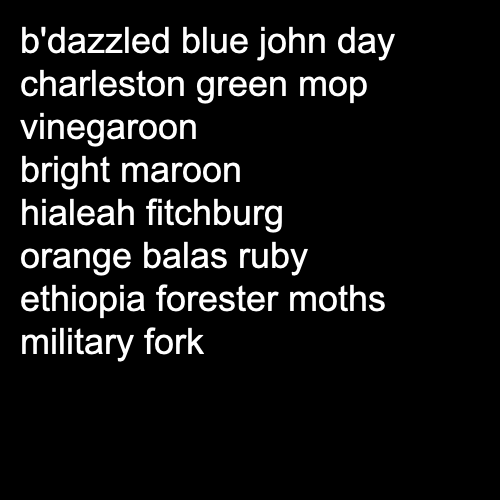 b'dazzled blue john day
charleston green mop
vinegaroon
bright maroon
hialeah fitchburg
orange balas ruby
ethiopia forester moths
military fork